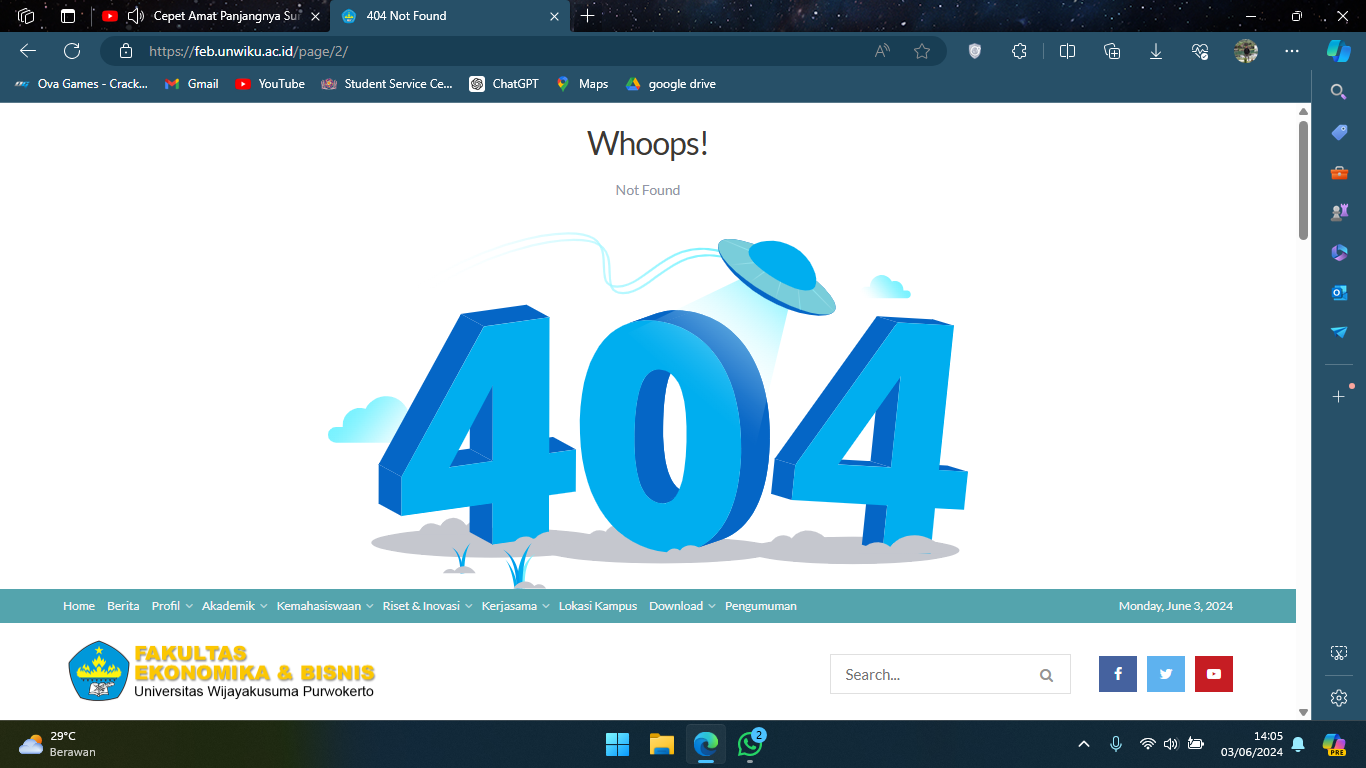 Cepet Amat Panjangnya Sur
404 Not Found
https://feb.unwiku.ac.id/page/2/
Ova Games - Crack...
Gmail
YouTube
Student Service Ce...
ChatGPT
Maps
google drive
Whoops!
Not Found
404
Home Berita Profil Akademik Kemahasiswaan Riset & Inovasi Kerjasama Lokasi Kampus Download Pengumuman
Monday, June 3, 2024
FAKULTAS
EKONOMIKA & BISNIS
Universitas Wijayakusuma Purwokerto
Search...
29°C
Berawan
2
14:05
03/06/2024
PRE